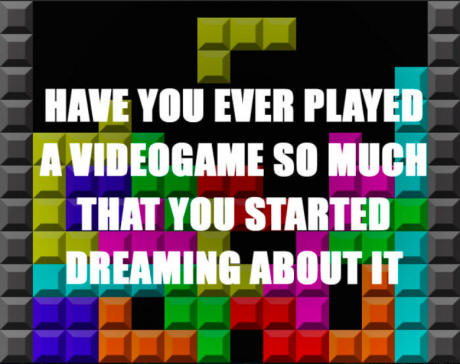 HAVE YOU EVER PLAYED
A VIDEOGAME SO MUCH
THAT YOU STARTED
DREAMING ABOUT IT